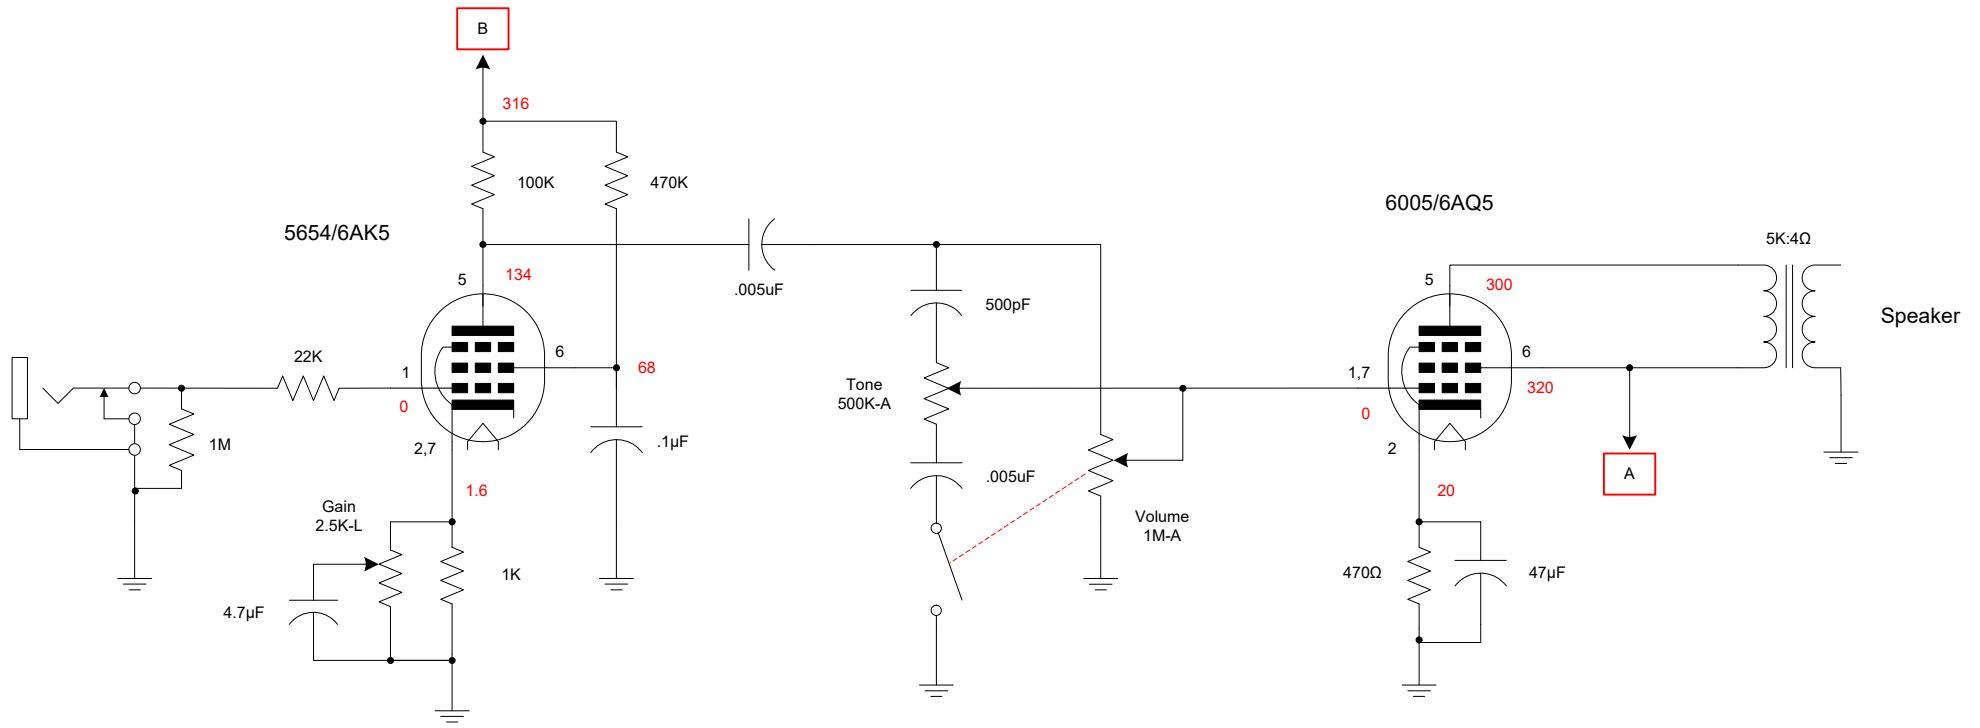 B
316
100K
470K
5654/6AK5
6005/6AQ5
5K:4Ω
5
134
.005uF
500pF
5
300
Speaker
22K
1
0
6
68
Tone
500K-A
1,7
0
6
320
1M
2,7
.1µF
.005uF
2
A
1.6
20
Gain
2.5K-L
Volume
1M-A
1K
4.7µF
470Ω
47µF